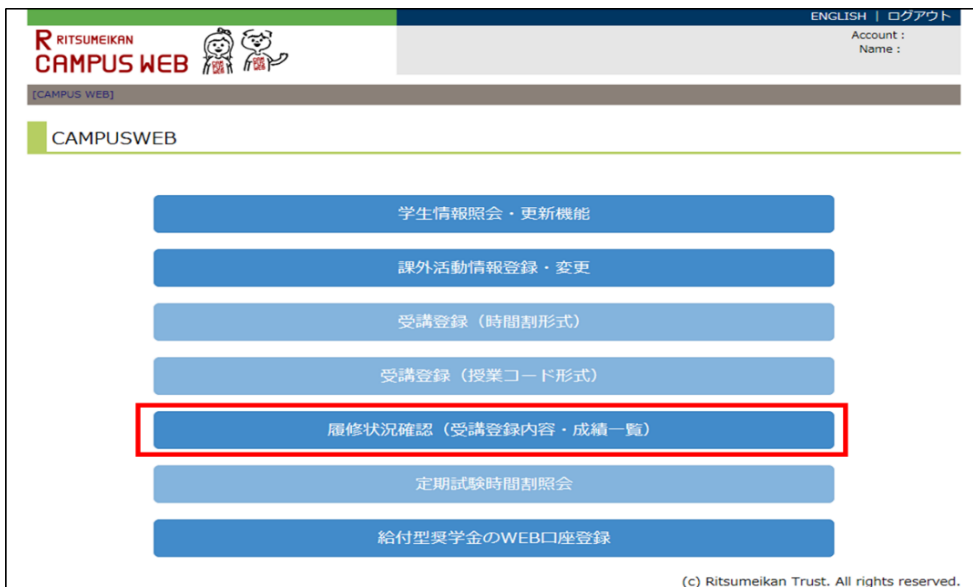 ENGLISH | ログアウト
R RITSUMEIKAN
CAMPUS WEB
Account :
Name :
[CAMPUS WEB]
CAMPUSWEB
学生情報照会・更新機能
課外活動情報登録・変更
受講登録（時間割形式）
受講登録（授業コード形式）
履修状況確認（受講登録内容・成績一覧）
定期試験時間割照会
給付型奨学金のWEB口座登録
(c) Ritsumeikan Trust. All rights reserved.